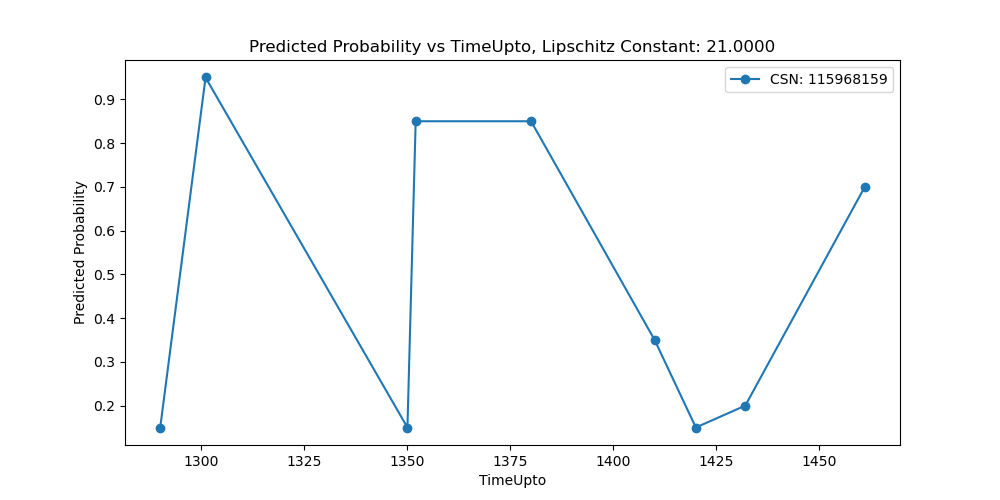 Predicted Probability vs TimeUpto, Lipschitz Constant: 21.0000
CSN: 115968159
Predicted Probability
0.9
0.8
0.7
0.6
0.5
0.4
0.3
0.2
1300 1325 1350 1375 1400 1425 1450
TimeUpto